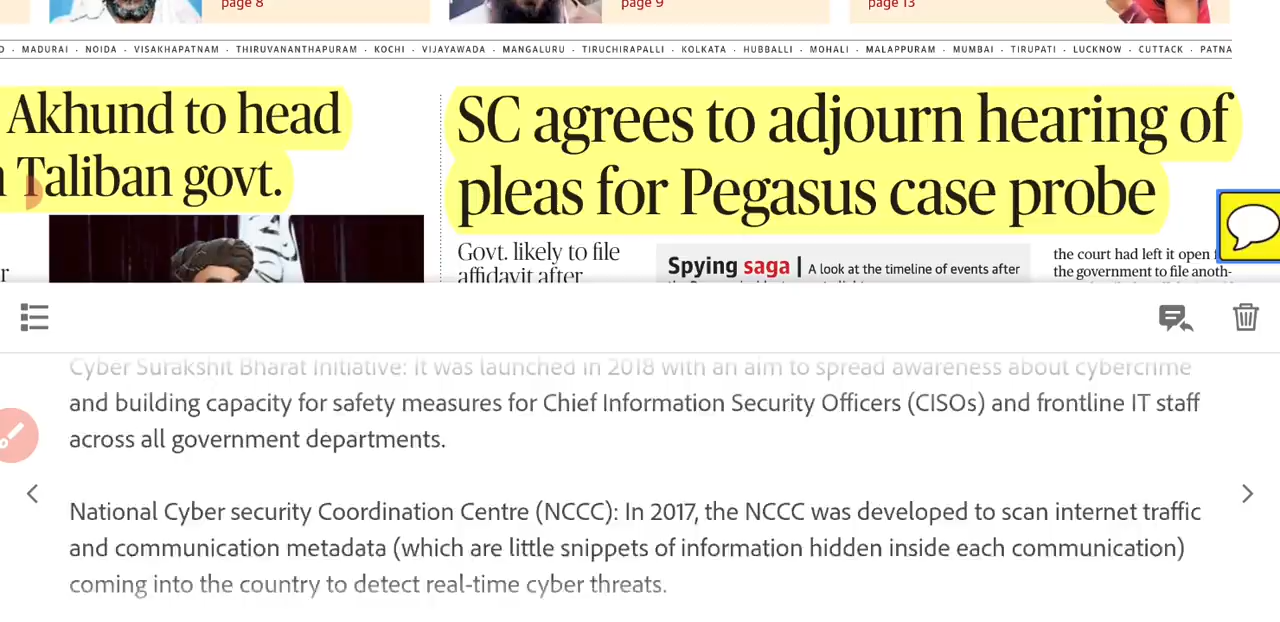 page 8
page 9
page 13
· MADURAI · NOIDA · VISAKHAPATNAM · THIRUVANANTHAPURAM · KOCHI · VIJAYAWADA · MANGALURU · TIRUCHIRAPALLI · KOLKATA · HUBBALLI · MOHALI · MALAPPURAM · MUMBAI · TIRUPATI · LUCKNOW · CUTTACK · PATNA
Akhund to head
Taliban govt.
SC agrees to adjourn hearing of
pleas for Pegasus case probe
Govt. likely to file
affidavit after
Spying saga | A look at the timeline of events after
the court had left it open
the government to file anoth-
Cyber Surakshit Bharat Initiative: It was launched in 2018 with an aim to spread awareness about cybercrime
and building capacity for safety measures for Chief Information Security Officers (CISOs) and frontline IT staff
across all government departments.
National Cyber security Coordination Centre (NCCC): In 2017, the NCCC was developed to scan internet traffic
and communication metadata (which are little snippets of information hidden inside each communication)
coming into the country to detect real-time cyber threats.